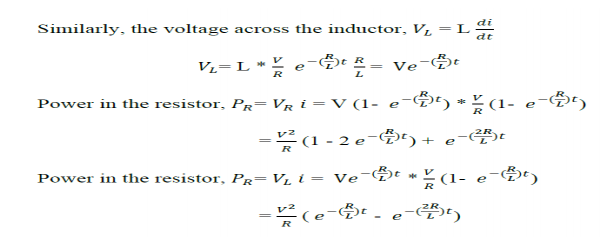 Similarly, the voltage across the inductor, V_L = L di/dt
V_L= L * V/R e^{-(R/L)t} R/L = Ve^{-(R/L)t}
Power in the resistor, P_R= V_R i = V (1- e^{-(R/L)t}) * V/R (1- e^{-(R/L)t})
= V²/R (1 - 2 e^{-(R/L)t}) + e^{-(2R/L)t}
Power in the resistor, P_R= V_L i = Ve^{-(R/L)t} * V/R (1- e^{-(R/L)t})
= V²/R ( e^{-(R/L)t} - e^{-(2R/L)t})